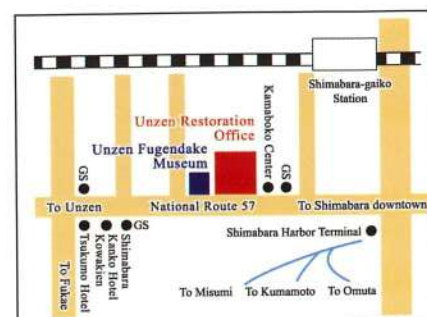 Shimabara-gaiko
Station
Kamaboko Center
GS
Unzen Restoration
Office
Unzen Fugendake
Museum
GS
To Unzen
National Route 57
To Shimabara downtown
GS
Shimabara
Kanko Hotel
Kowakien
Tsukumo Hotel
To Fukae
Shimabara Harbor Terminal
To Misumi
To Kumamoto
To Omuta